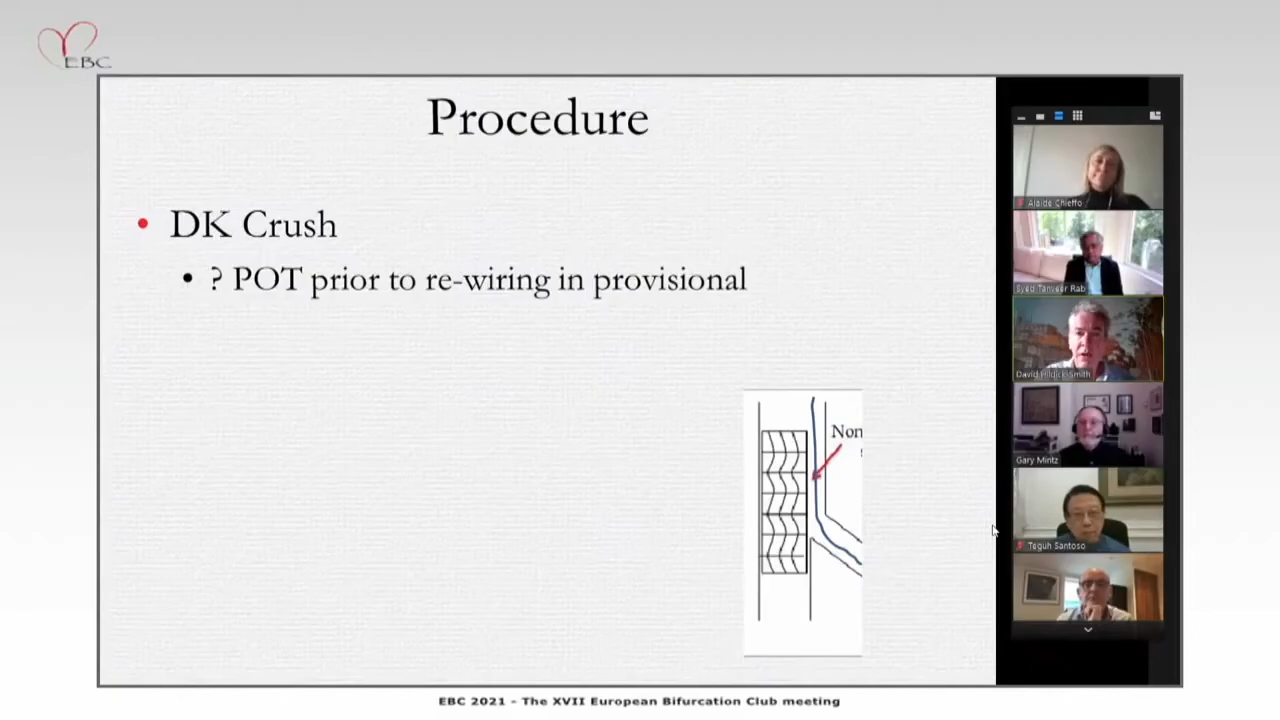 EBC
Procedure
DK Crush
? POT prior to re-wiring in provisional
Non
Alaide Chieffo
Syed Tanveer Rab
David Hildick-Smith
Gary Mintz
Teguh Santoso
EBC 2021 - The XVII European Bifurcation Club meeting